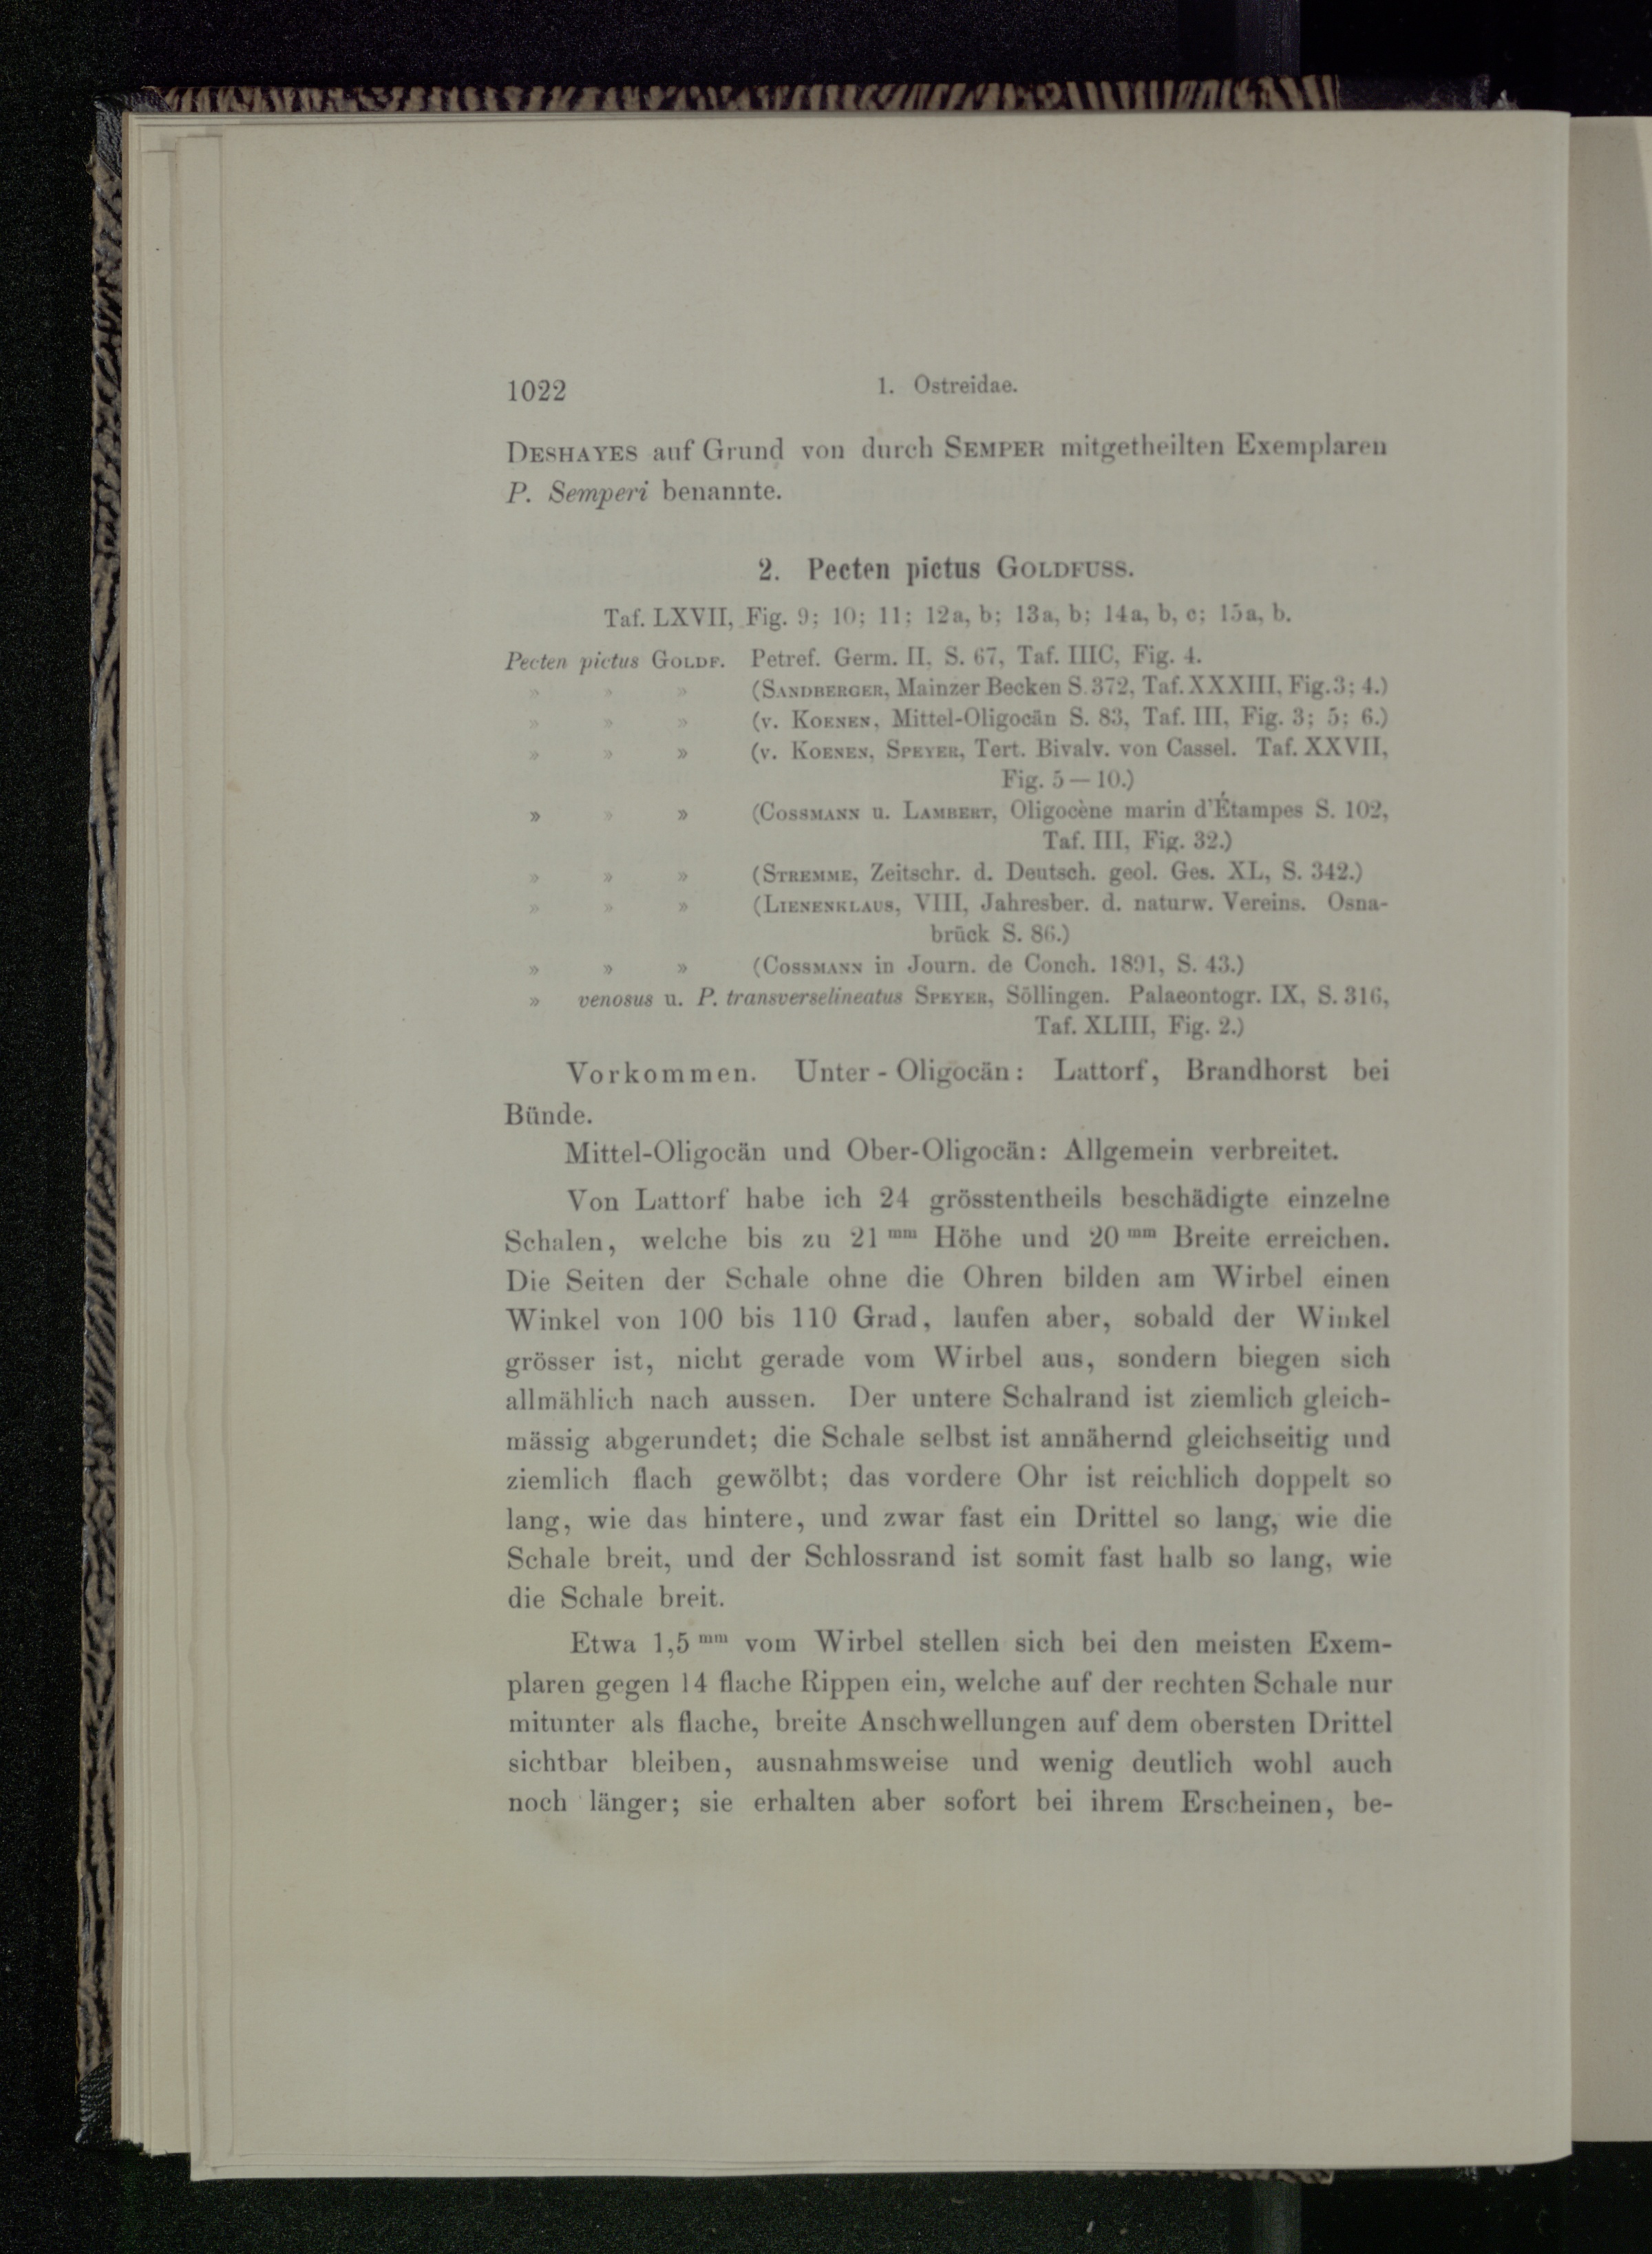 1022 1. Ostreidae.
DESHAYES auf Grund von durch SEMPER mitgetheilten Exemplaren
P. Semperi benannte.
2. Pecten pictus GOLDFUSS.
Taf. LXVII, Fig. 9; 10; 11; 12a, b; 13a, b; 14a, b, c; 15a, b.
Pecten pictus GOLDF. Petref. Germ. II, S. 67, Taf. IIIC, Fig. 4.
» » » (SANDBERGER, Mainzer Becken S. 372, Taf. XXXIII, Fig. 3; 4.)
» » » (v. KOENEN, Mittel-Oligocän S. 83, Taf. III, Fig. 3; 5; 6.)
» » » (v. KOENEN, SPEYER, Tert. Bivalv. von Cassel. Taf. XXVII,
Fig. 5—10.)
» » » (COSSMANN u. LAMBERT, Oligocène marin d'Étampes S. 102,
Taf. III, Fig. 32.)
» » » (STREMME, Zeitschr. d. Deutsch. geol. Ges. XL, S. 342.)
» » » (LIENENKLAUS, VIII, Jahresber. d. naturw. Vereins. Osna-
brück S. 86.)
» » » (COSSMANN in Journ. de Conch. 1891, S. 43.)
» venosus u. P. transverselineatus SPEYER, Söllingen. Palaeontogr. IX, S. 316,
Taf. XLIII, Fig. 2.)
Vorkommen. Unter-Oligocän: Lattorf, Brandhorst bei
Bünde.
Mittel-Oligocän und Ober-Oligocän: Allgemein verbreitet.
Von Lattorf habe ich 24 grösstentheils beschädigte einzelne
Schalen, welche bis zu 21 mm Höhe und 20 mm Breite erreichen.
Die Seiten der Schale ohne die Ohren bilden am Wirbel einen
Winkel von 100 bis 110 Grad, laufen aber, sobald der Winkel
grösser ist, nicht gerade vom Wirbel aus, sondern biegen sich
allmählich nach aussen. Der untere Schalrand ist ziemlich gleich-
mässig abgerundet; die Schale selbst ist annähernd gleichseitig und
ziemlich flach gewölbt; das vordere Ohr ist reichlich doppelt so
lang, wie das hintere, und zwar fast ein Drittel so lang, wie die
Schale breit, und der Schlossrand ist somit fast halb so lang, wie
die Schale breit.
Etwa 1,5 mm vom Wirbel stellen sich bei den meisten Exem-
plaren gegen 14 flache Rippen ein, welche auf der rechten Schale nur
mitunter als flache, breite Anschwellungen auf dem obersten Drittel
sichtbar bleiben, ausnahmsweise und wenig deutlich wohl auch
noch länger; sie erhalten aber sofort bei ihrem Erscheinen, be-